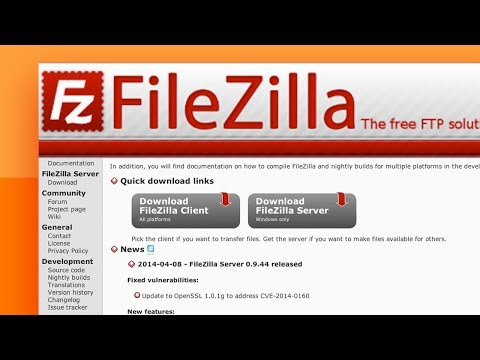 Fz FileZilla The free FTP solut
Documentation
FileZilla Server
Download
Community
Forum
Project page
Wiki
General
Contact
License
Privacy Policy
Development
Source code
Nightly builds
Translations
Version history
Changelog
Issue tracker
In addition, you will find documentation on how to compile FileZilla and nightly builds for multiple platforms in the devel
Quick download links
Download
FileZilla Client
All platforms
Download
FileZilla Server
Windows only
Pick the client if you want to transfer files. Get the server if you want to make files available for others.
News
2014-04-08 - FileZilla Server 0.9.44 released
Fixed vulnerabilities:
Update to OpenSSL 1.0.1g to address CVE-2014-0160
New features: